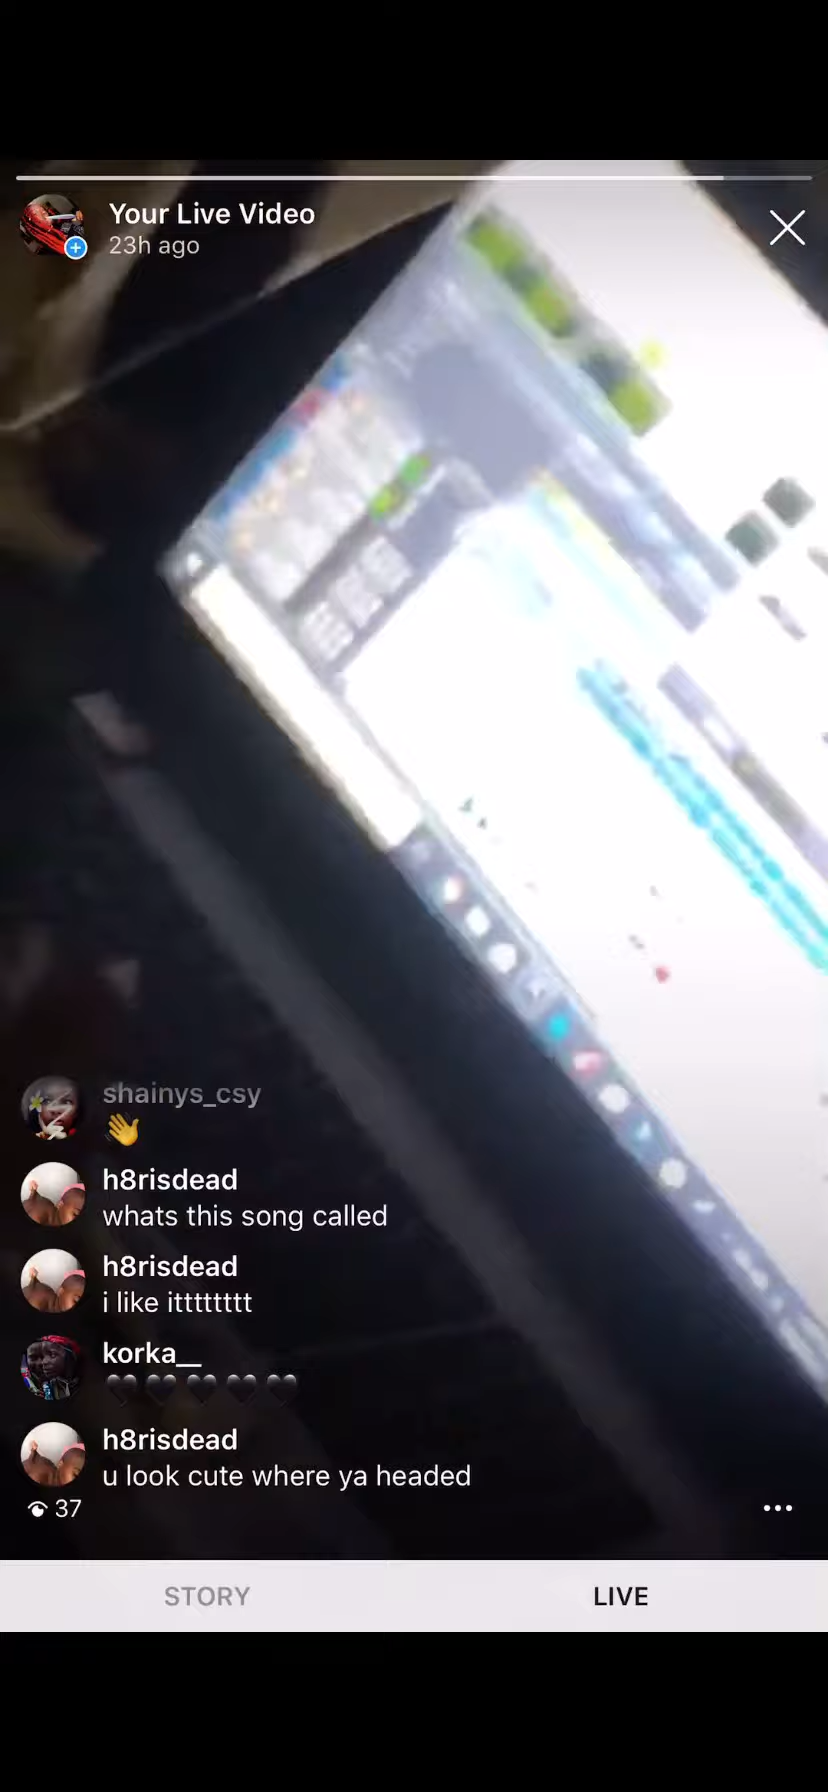 Your Live Video
23h ago
shainys_csy
👋
h8risdead
whats this song called
h8risdead
i like itttttttt
korka__
🖤🖤🖤🖤🖤
h8risdead
u look cute where ya headed
37
STORY
LIVE